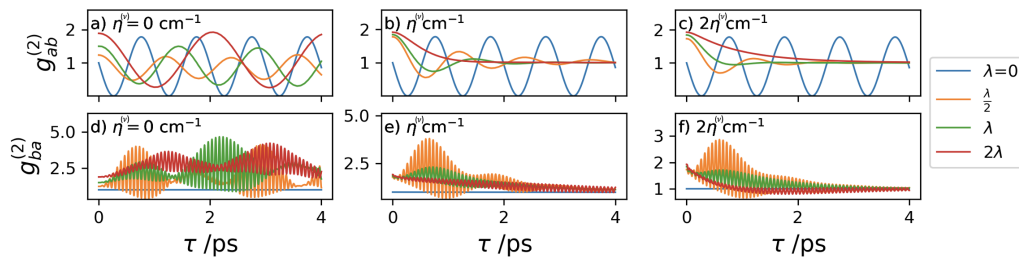 a) η⁽ᵛ⁾= 0 cm⁻¹
b) η⁽ᵛ⁾cm⁻¹
c) 2η⁽ᵛ⁾cm⁻¹
g⁽²⁾_ab
2
1
2
1
2
1
d) η⁽ᵛ⁾= 0 cm⁻¹
e) η⁽ᵛ⁾cm⁻¹
f) 2η⁽ᵛ⁾cm⁻¹
g⁽²⁾_ba
5.0
2.5
5.0
2.5
3
2
1
0 2 4
0 2 4
0 2 4
τ /ps
τ /ps
τ /ps
λ=0
λ/2
λ
2λ